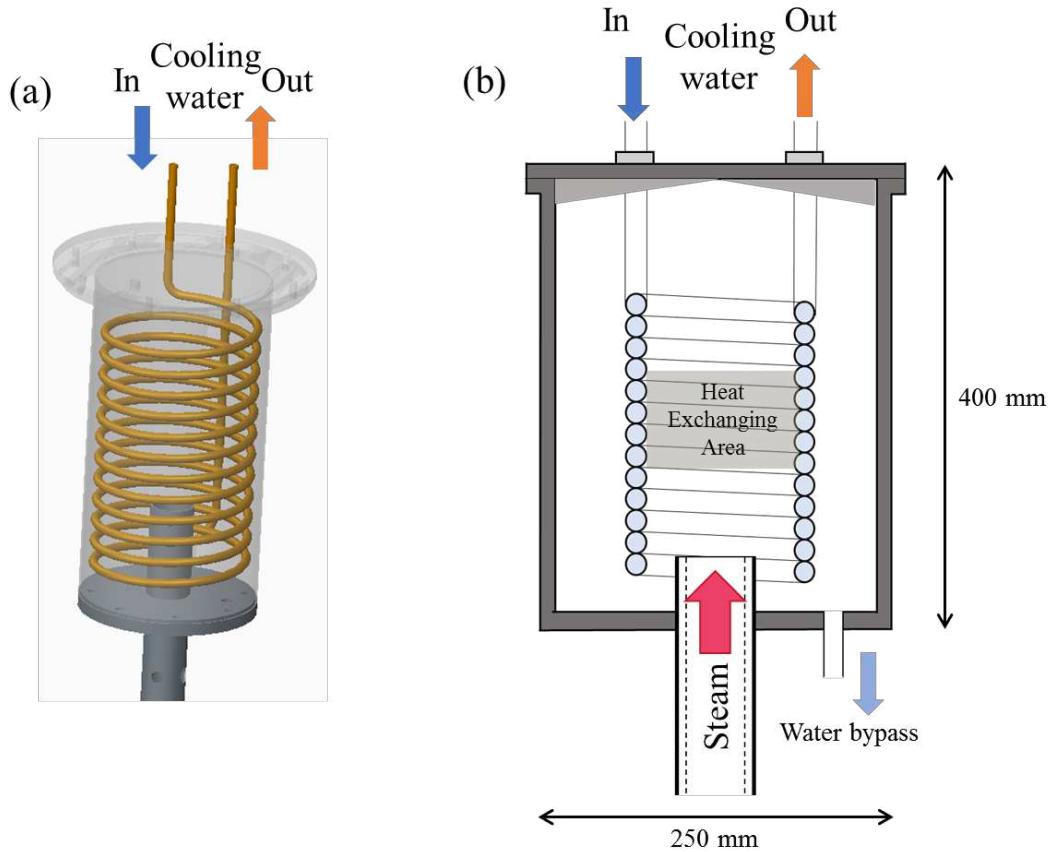 (a)
In
Cooling
water
Out
(b)
In
Cooling
water
Out
Heat
Exchanging
Area
400 mm
Steam
Water bypass
250 mm